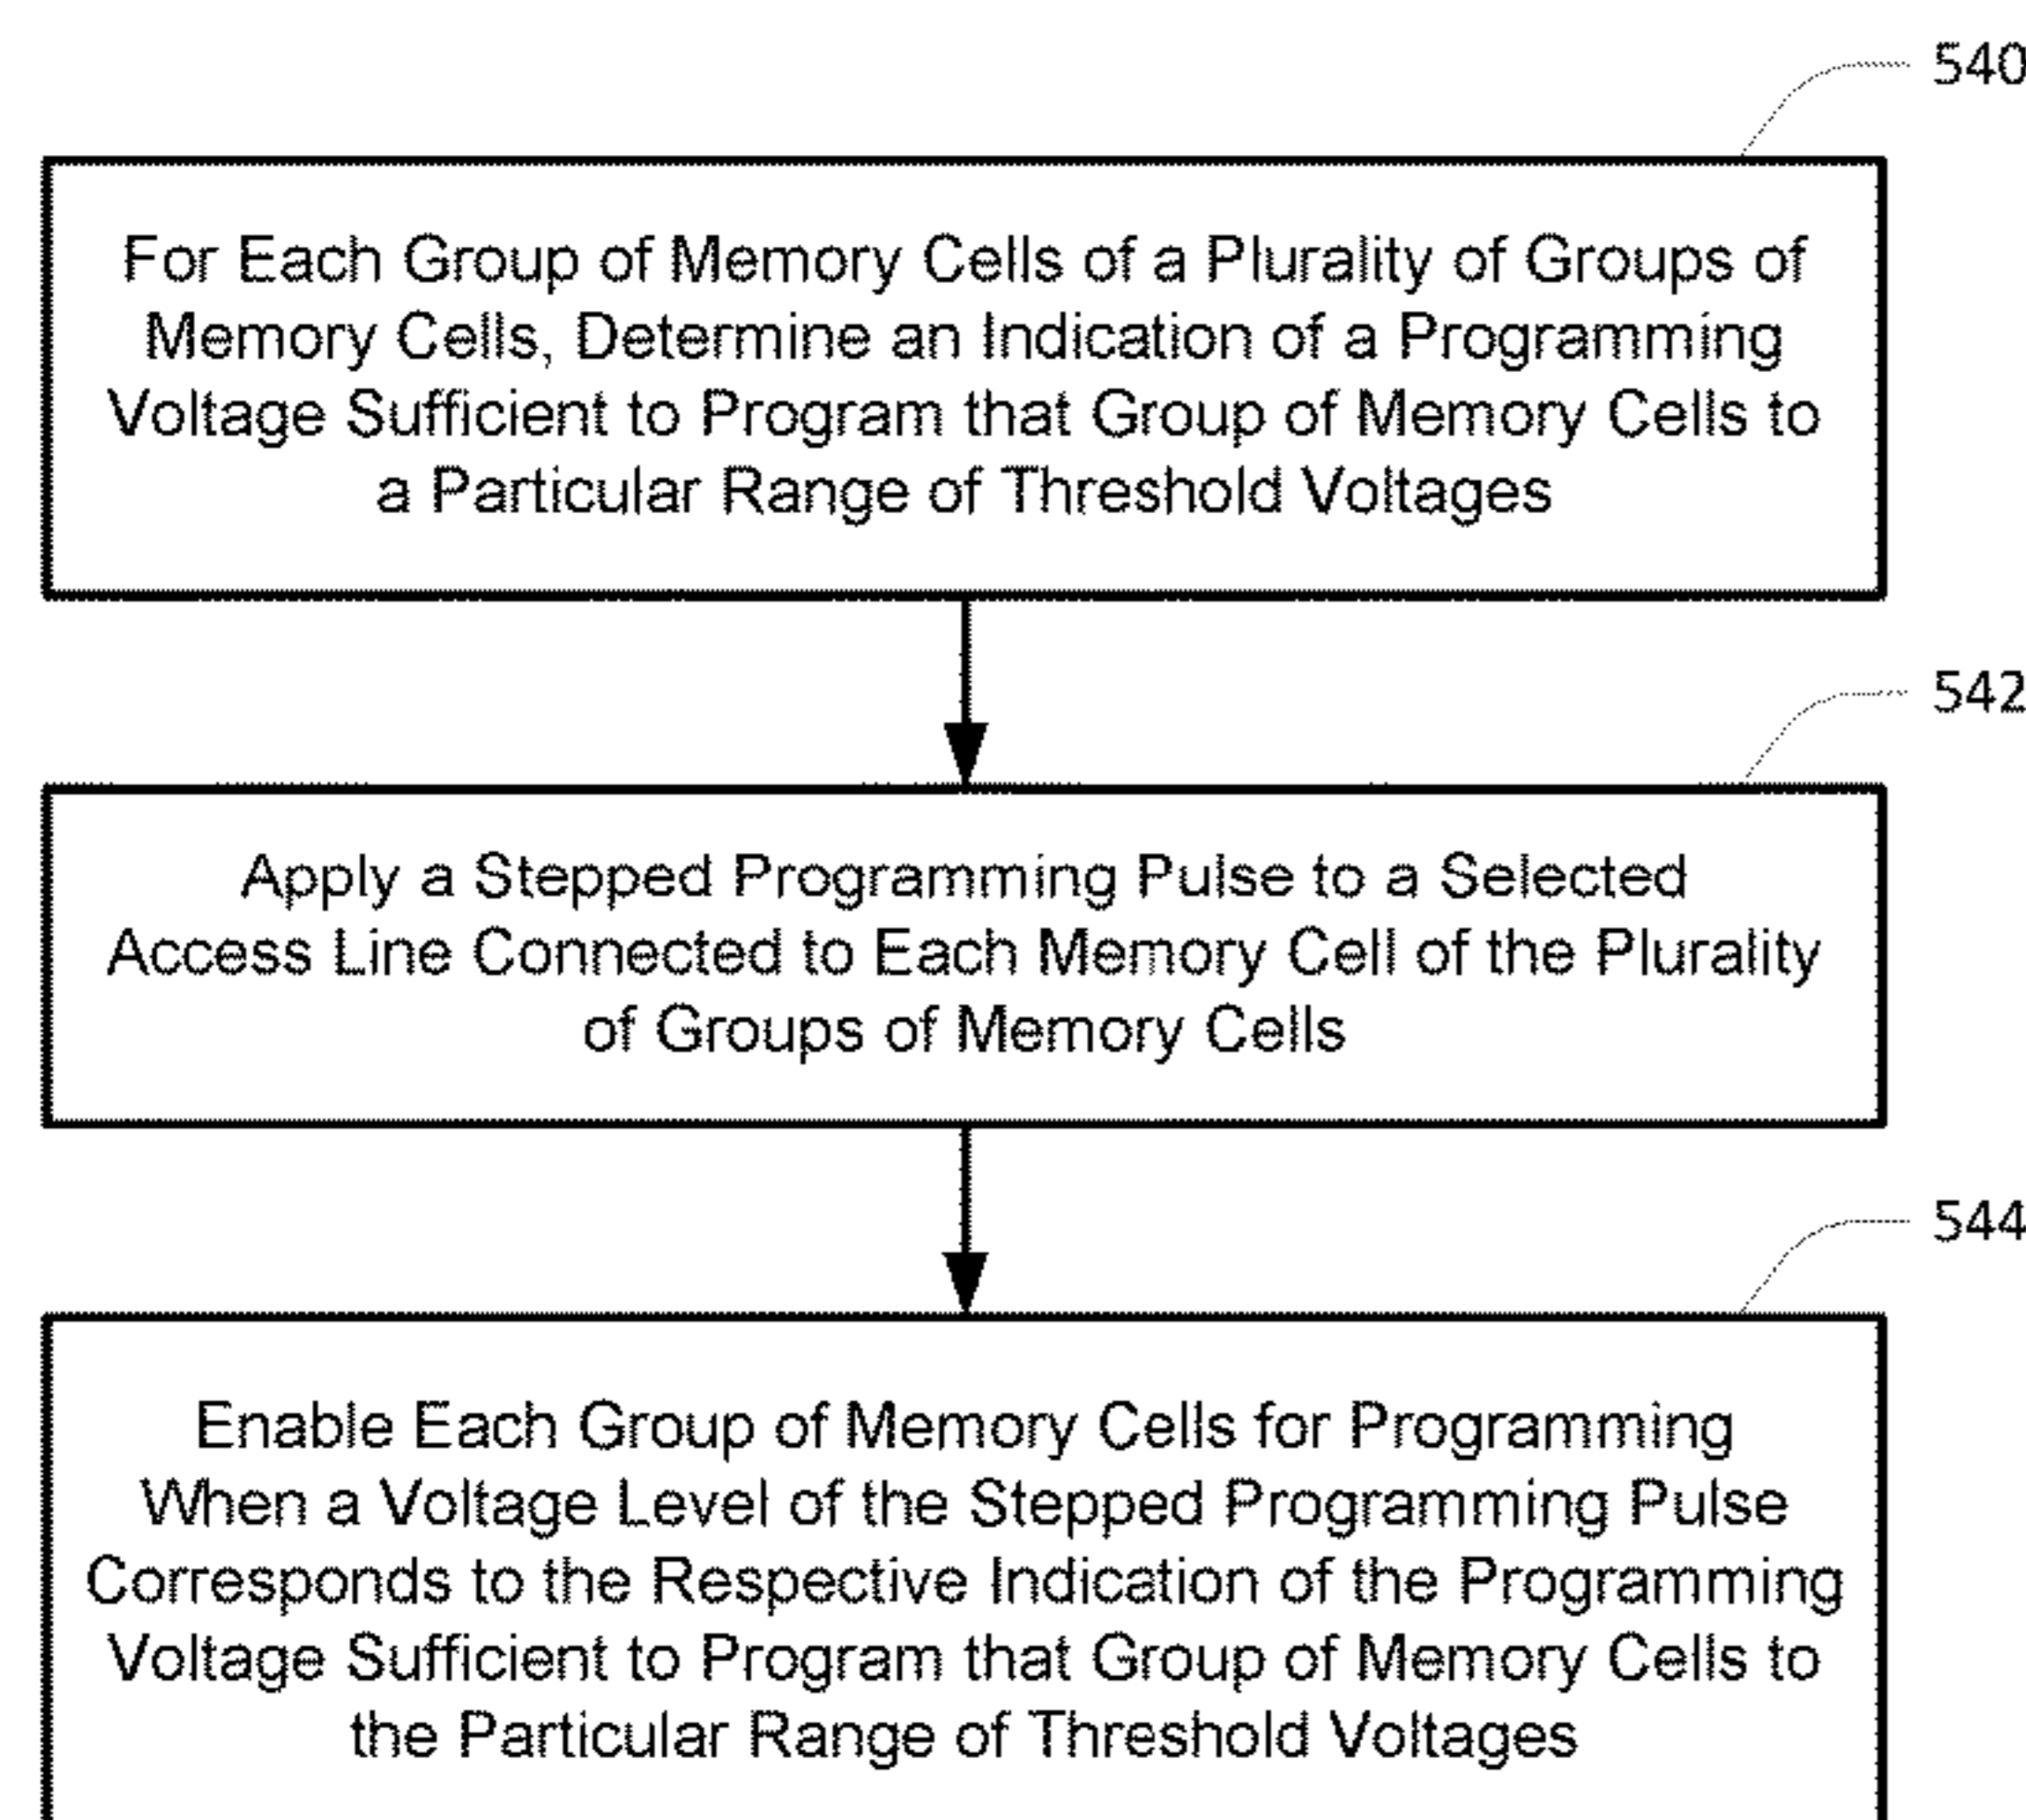 540
For Each Group of Memory Cells of a Plurality of Groups of
Memory Cells, Determine an Indication of a Programming
Voltage Sufficient to Program that Group of Memory Cells to
a Particular Range of Threshold Voltages
542
Apply a Stepped Programming Pulse to a Selected
Access Line Connected to Each Memory Cell of the Plurality
of Groups of Memory Cells
544
Enable Each Group of Memory Cells for Programming
When a Voltage Level of the Stepped Programming Pulse
Corresponds to the Respective Indication of the Programming
Voltage Sufficient to Program that Group of Memory Cells to
the Particular Range of Threshold Voltages